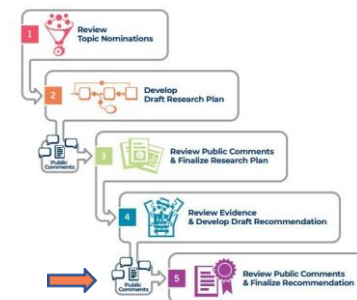 1
Review
Topic Nominations
2
Develop
Draft Research Plan
Public
Comments
3
Review Public Comments
& Finalize Research Plan
4
Review Evidence
& Develop Draft Recommendation
Public
Comments
5
Review Public Comments
& Finalize Recommendation